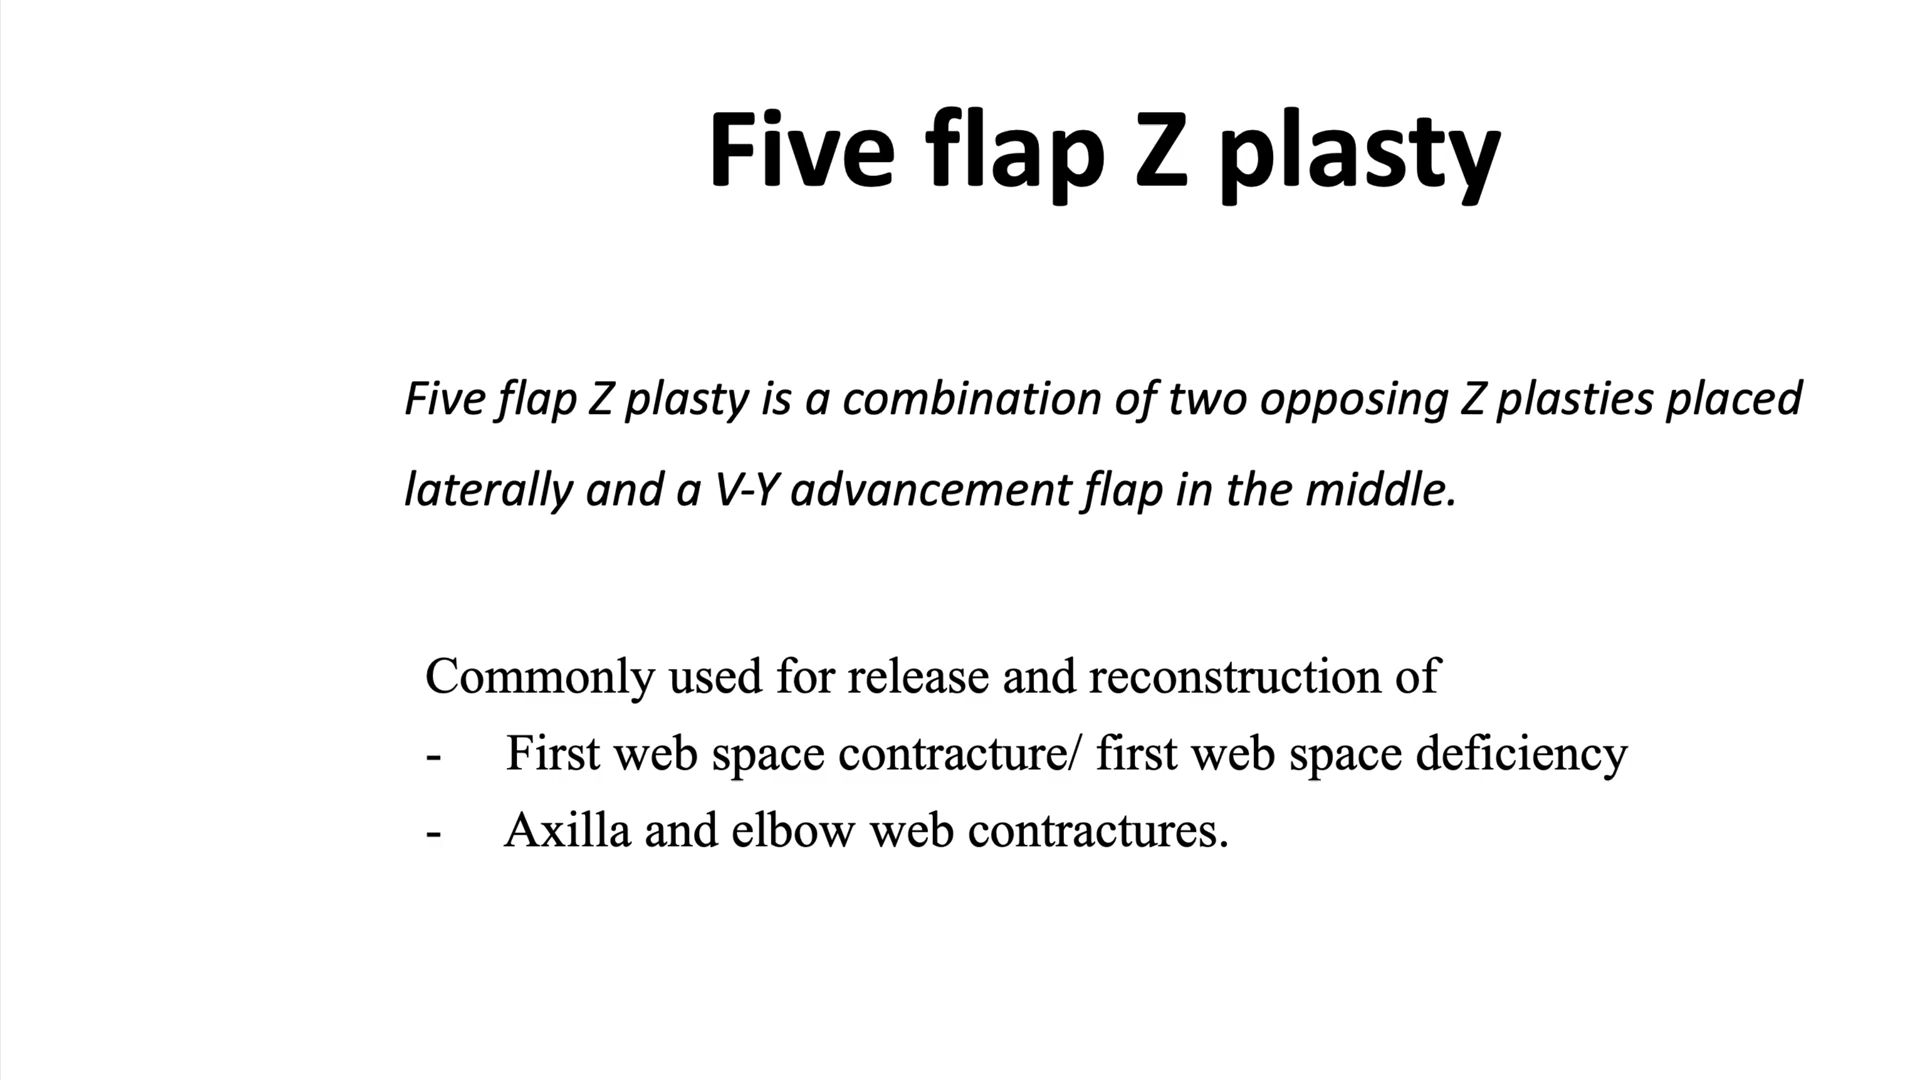 Five flap Z plasty
Five flap Z plasty is a combination of two opposing Z plasties placed
laterally and a V-Y advancement flap in the middle.
Commonly used for release and reconstruction of
- First web space contracture/ first web space deficiency
- Axilla and elbow web contractures.